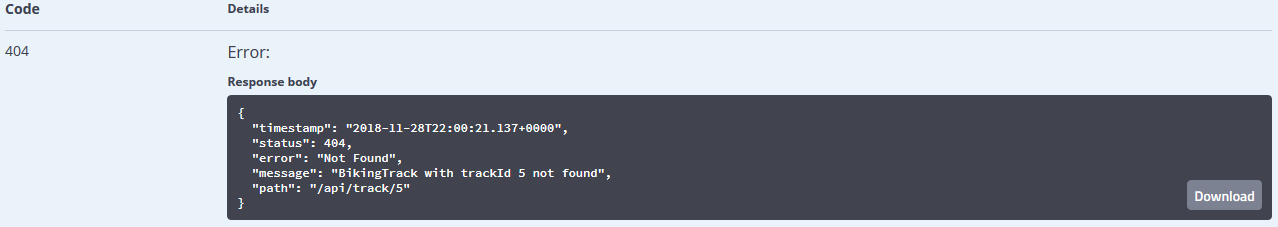 Code Details
404 Error:
Response body
{
"timestamp": "2018-11-28T22:00:21.137+0000",
"status": 404,
"error": "Not Found",
"message": "BikingTrack with trackId 5 not found",
"path": "/api/track/5"
}
Download